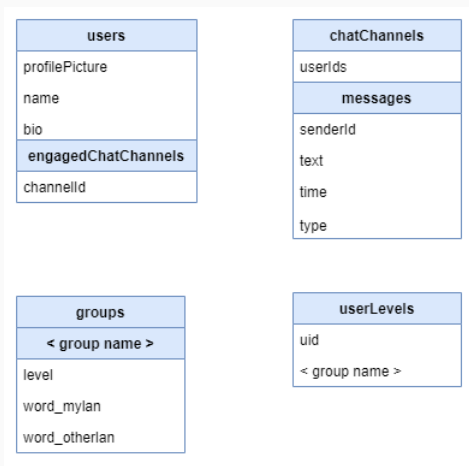 users
profilePicture
name
bio
engagedChatChannels
channelId
chatChannels
userIds
messages
senderId
text
time
type
groups
< group name >
level
word_mylan
word_otherlan
userLevels
uid
< group name >